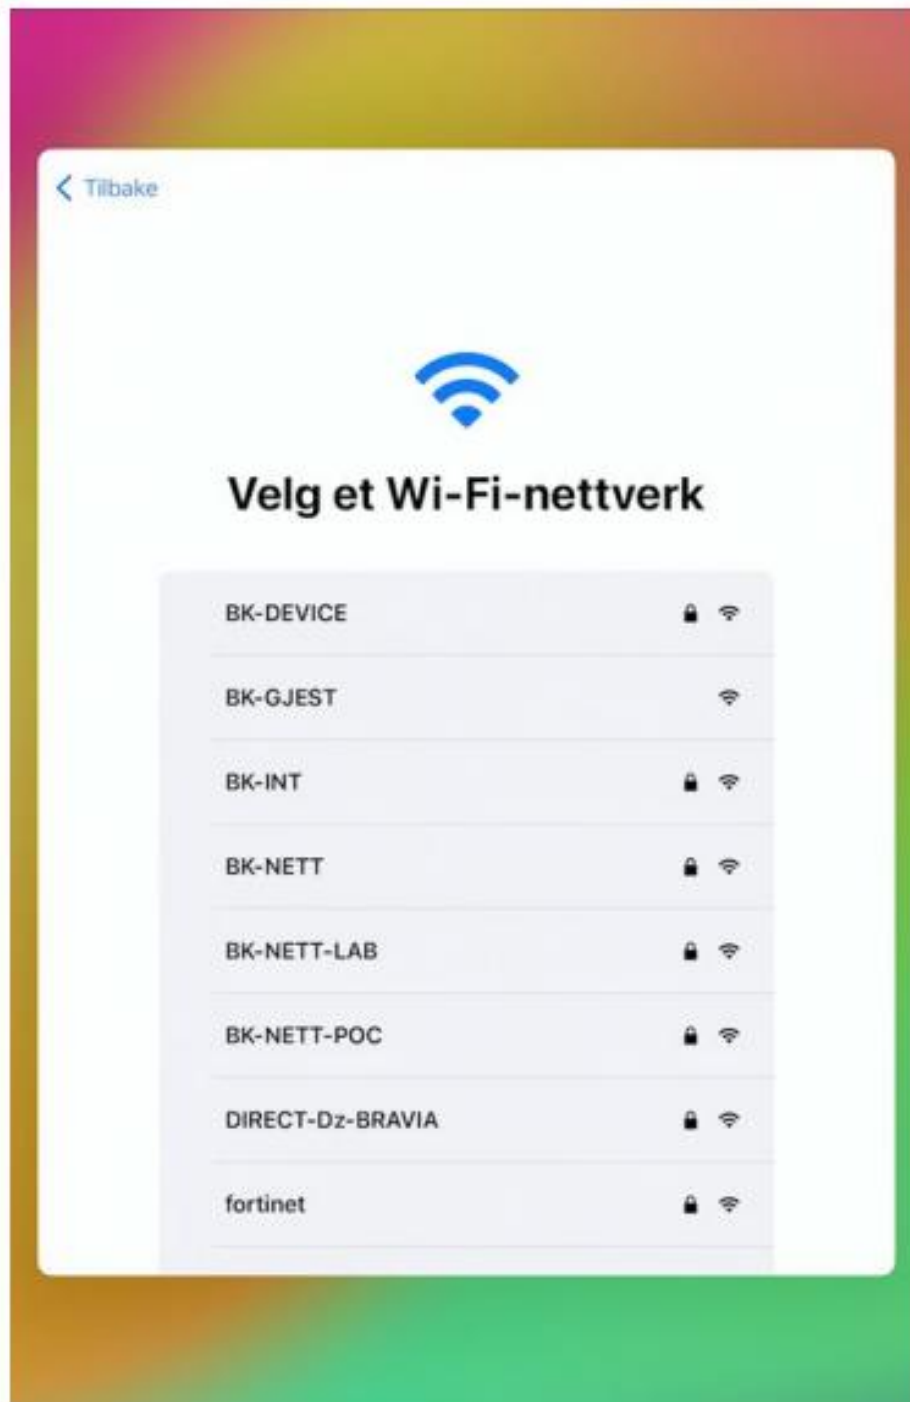 Tilbake
Velg et Wi-Fi-nettverk
BK-DEVICE
BK-GJEST
BK-INT
BK-NETT
BK-NETT-LAB
BK-NETT-POC
DIRECT-Dz-BRAVIA
fortinet